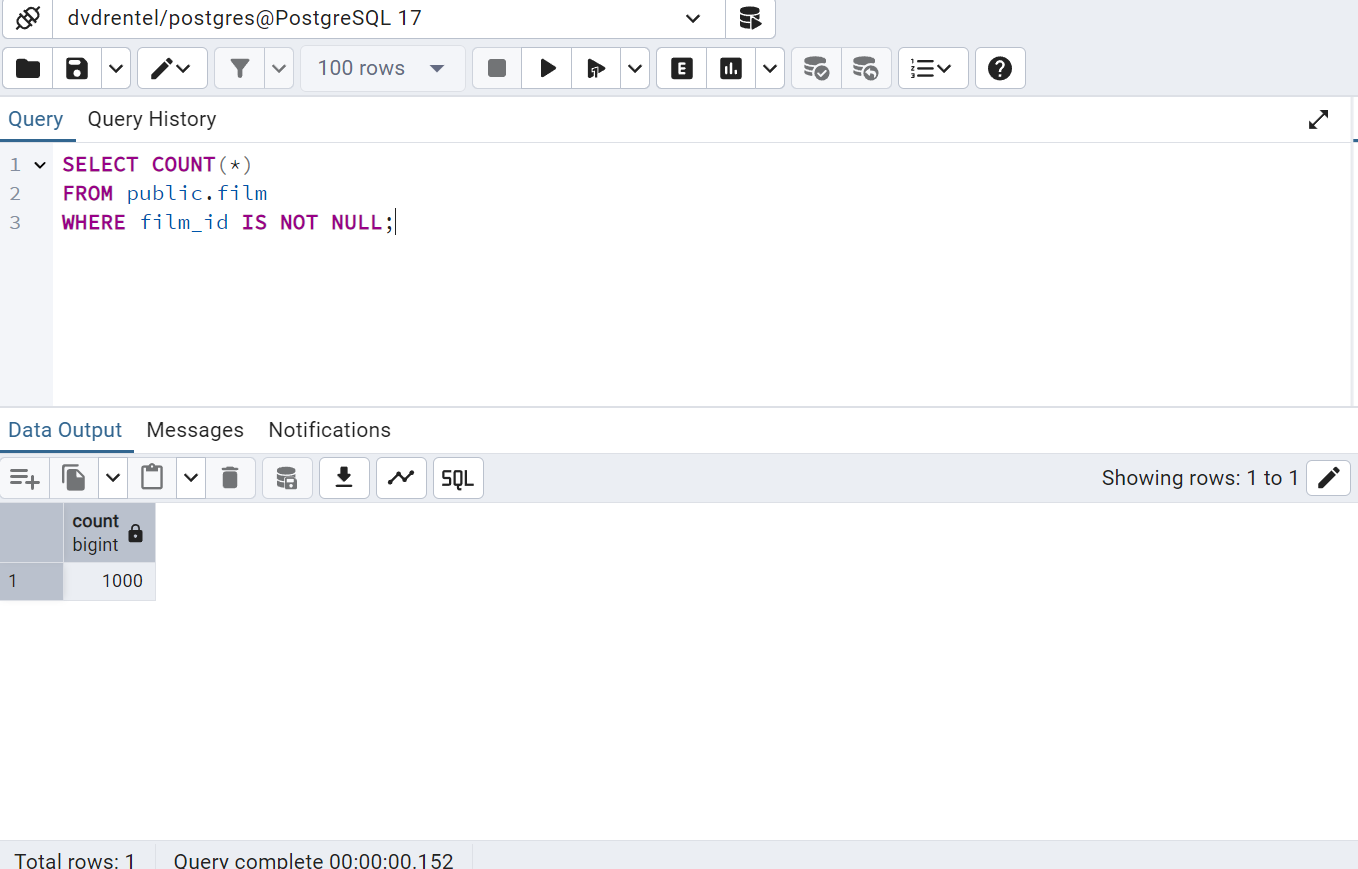 dvdrentel/postgres@PostgreSQL 17
100 rows
E
Query Query History
1 SELECT COUNT(*)
2 FROM public.film
3 WHERE film_id IS NOT NULL;
Data Output Messages Notifications
SQL Showing rows: 1 to 1
count
bigint
1 1000
Total rows: 1 Query complete 00:00:00.152